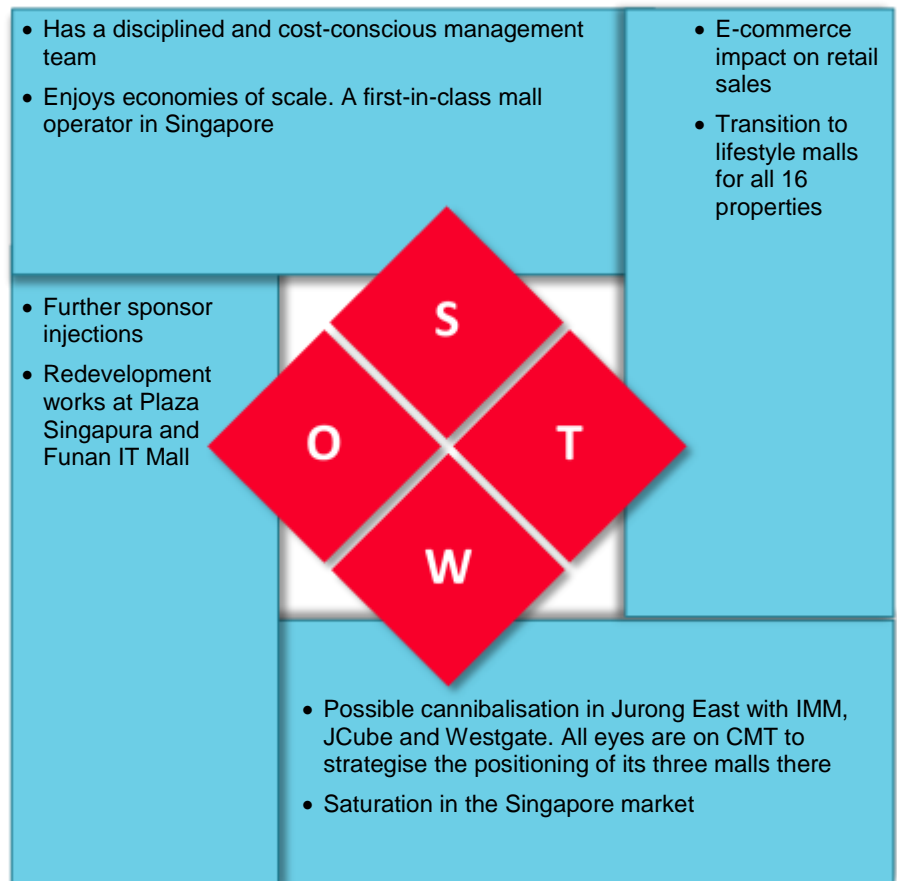 • Has a disciplined and cost-conscious management
team
• Enjoys economies of scale. A first-in-class mall
operator in Singapore
• E-commerce
impact on retail
sales
• Transition to
lifestyle malls
for all 16
properties
• Further sponsor
injections
• Redevelopment
works at Plaza
Singapura and
Funan IT Mall
S
O
T
W
• Possible cannibalisation in Jurong East with IMM,
JCube and Westgate. All eyes are on CMT to
strategise the positioning of its three malls there
• Saturation in the Singapore market